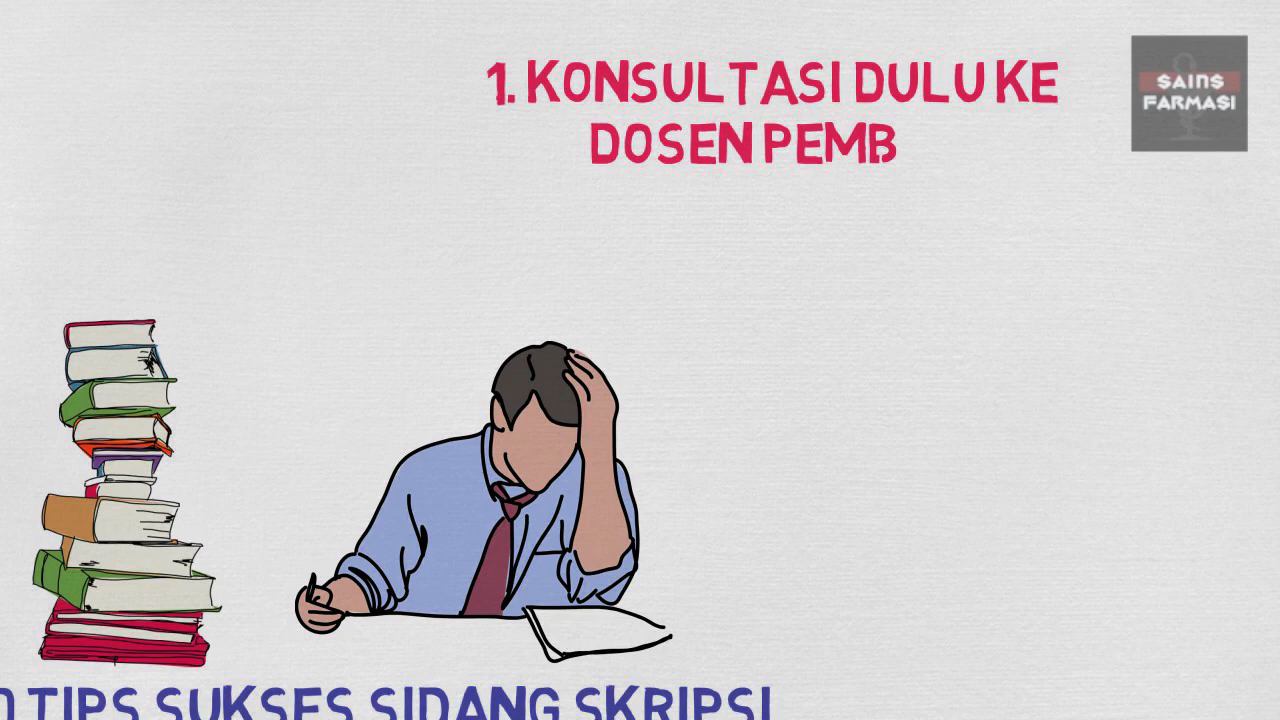 1. KONSULTASI DULU KE
DOSEN PEMB
SAINS
FARMASI
TIPS SUKSES SIDANG SKRIPSI